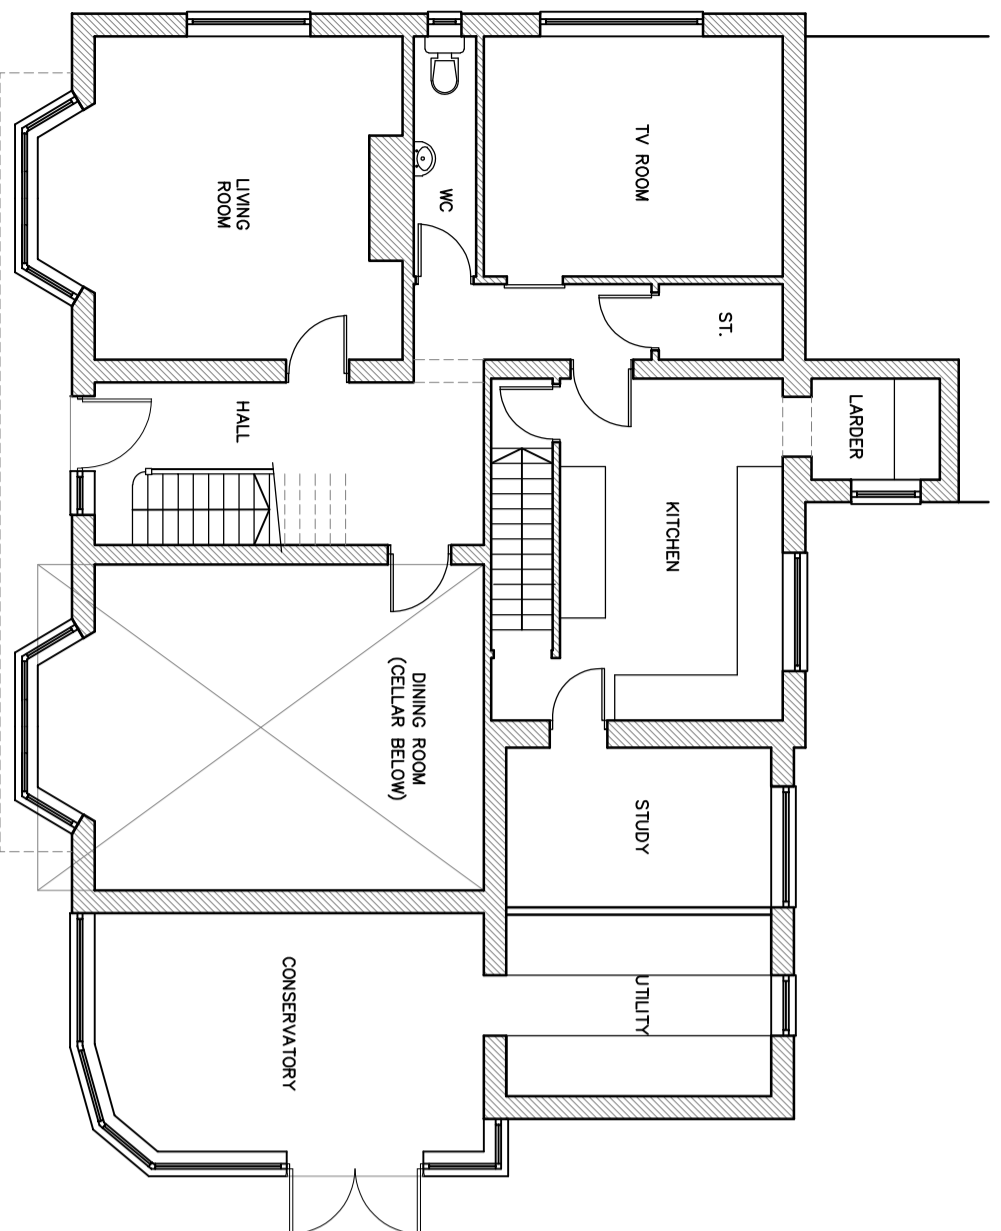 TV ROOM
WC
LIVING
ROOM
ST.
LARDER
HALL
KITCHEN
DINING ROOM
(CELLAR BELOW)
STUDY
UTILITY
CONSERVATORY